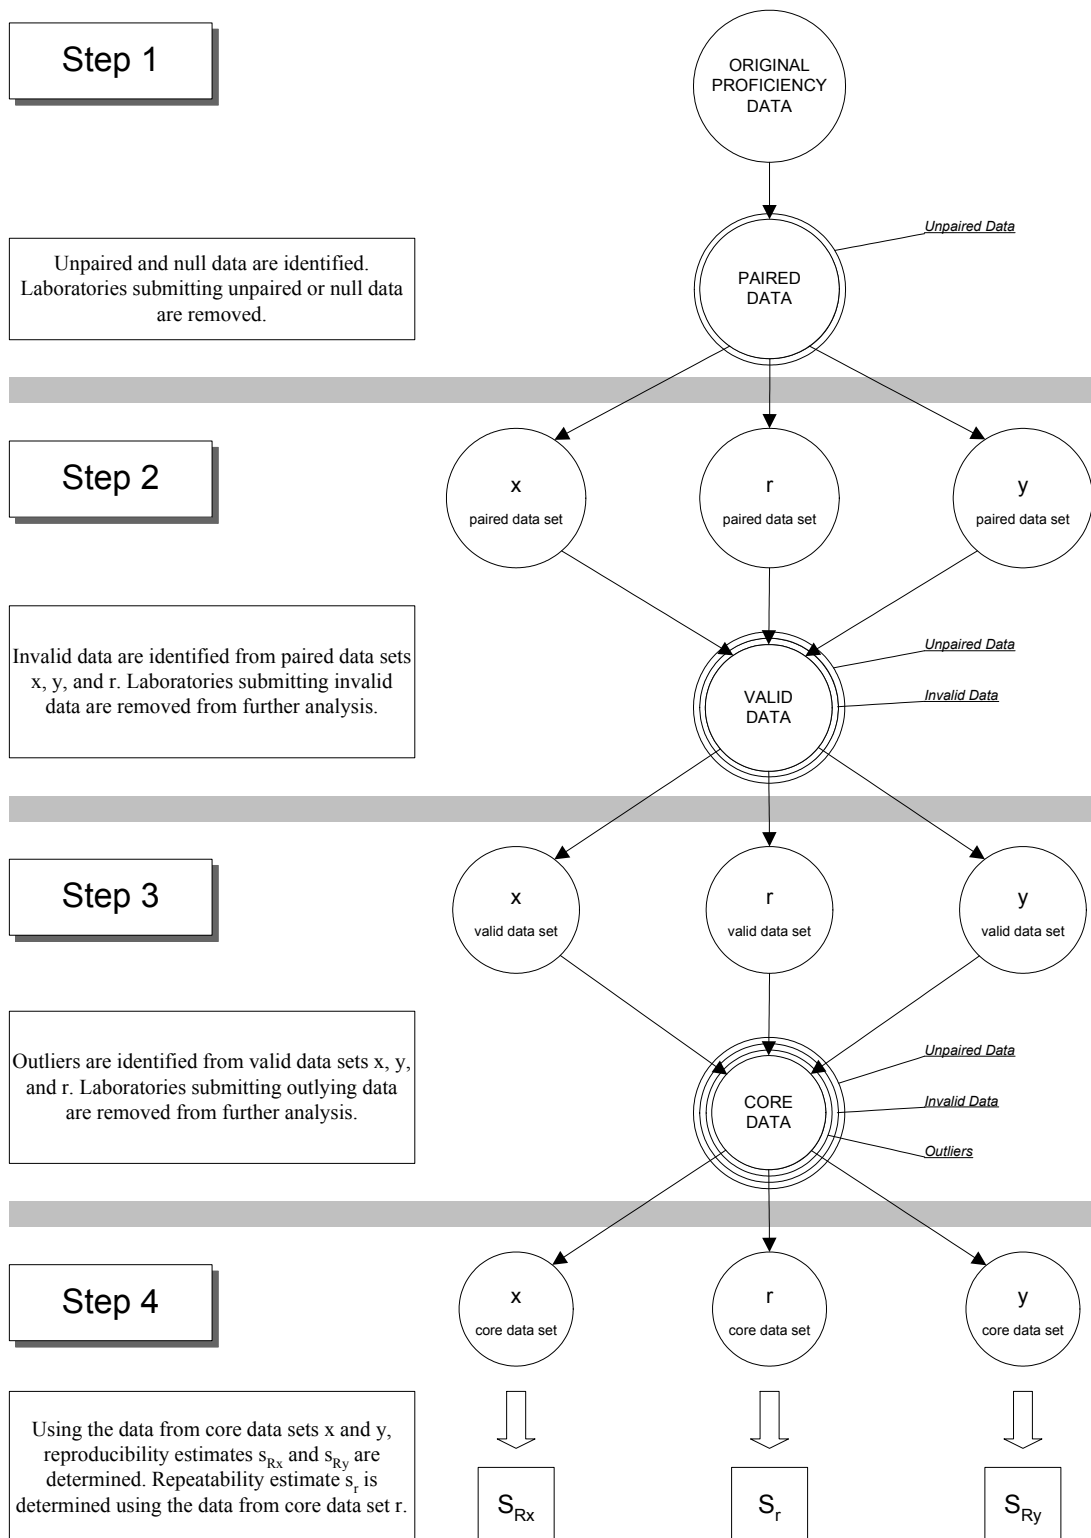 Step 1
ORIGINAL
PROFICIENCY
DATA
Unpaired Data
Unpaired and null data are identified.
Laboratories submitting unpaired or null data
are removed.
PAIRED
DATA
Step 2
x
paired data set
r
paired data set
y
paired data set
Invalid data are identified from paired data sets
x, y, and r. Laboratories submitting invalid
data are removed from further analysis.
Unpaired Data
Invalid Data
VALID
DATA
Step 3
x
valid data set
r
valid data set
y
valid data set
Outliers are identified from valid data sets x, y,
and r. Laboratories submitting outlying data
are removed from further analysis.
Unpaired Data
Invalid Data
Outliers
CORE
DATA
Step 4
x
core data set
r
core data set
y
core data set
Using the data from core data sets x and y,
reproducibility estimates s_Rx and s_Ry are
determined. Repeatability estimate s_r is
determined using the data from core data set r.
S_Rx
S_r
S_Ry